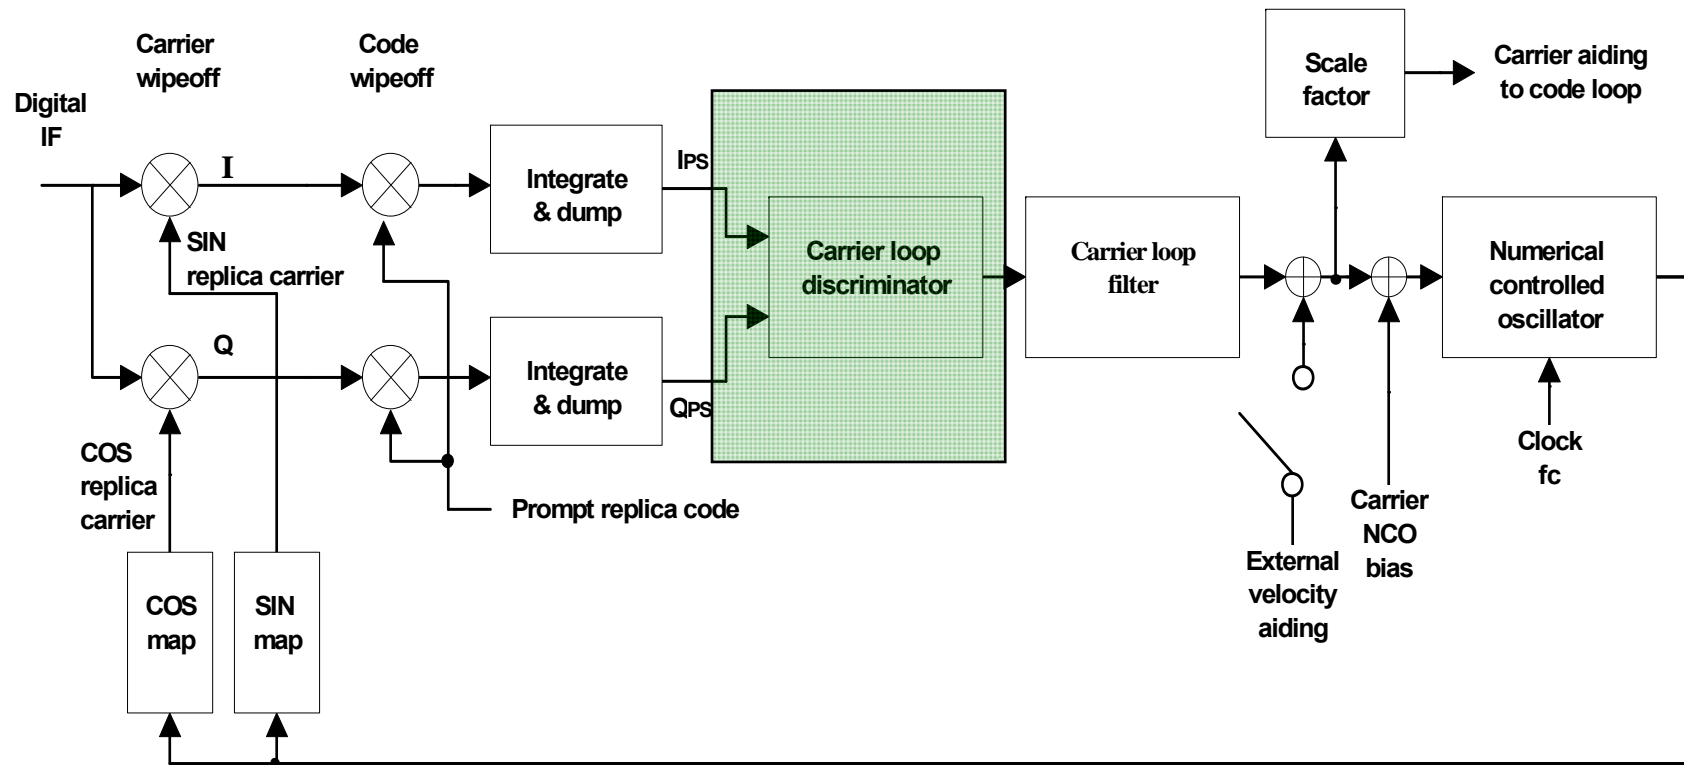 Carrier
wipeoff
Code
wipeoff
Digital
IF
Scale
factor
Carrier aiding
to code loop
I
Integrate
& dump
IPS
SIN
replica carrier
Carrier loop
discriminator
Carrier loop
filter
Numerical
controlled
oscillator
Q
Integrate
& dump
QPS
COS
replica
carrier
Prompt replica code
Clock
fc
Carrier
NCO
bias
External
velocity
aiding
COS
map
SIN
map